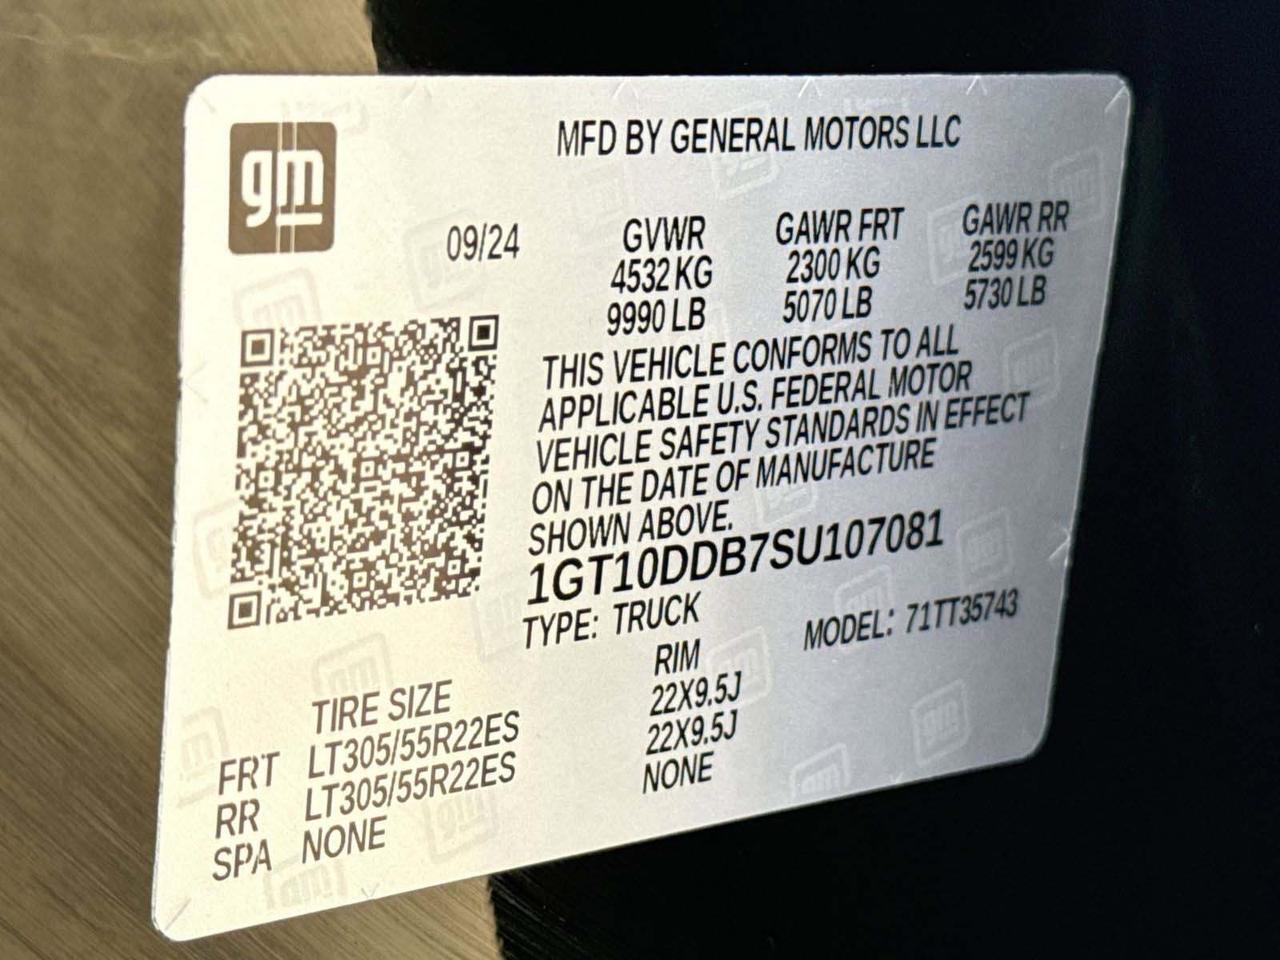 gm
MFD BY GENERAL MOTORS LLC
09/24 GVWR GAWR FRT GAWR RR
4532 KG 2300 KG 2599 KG
9990 LB 5070 LB 5730 LB
THIS VEHICLE CONFORMS TO ALL
APPLICABLE U.S. FEDERAL MOTOR
VEHICLE SAFETY STANDARDS IN EFFECT
ON THE DATE OF MANUFACTURE
SHOWN ABOVE.
1GT10DDB7SU107081
TYPE: TRUCK MODEL: 71TT35743
TIRE SIZE RIM
FRT LT305/55R22ES 22X9.5J
RR LT305/55R22ES 22X9.5J
SPA NONE NONE